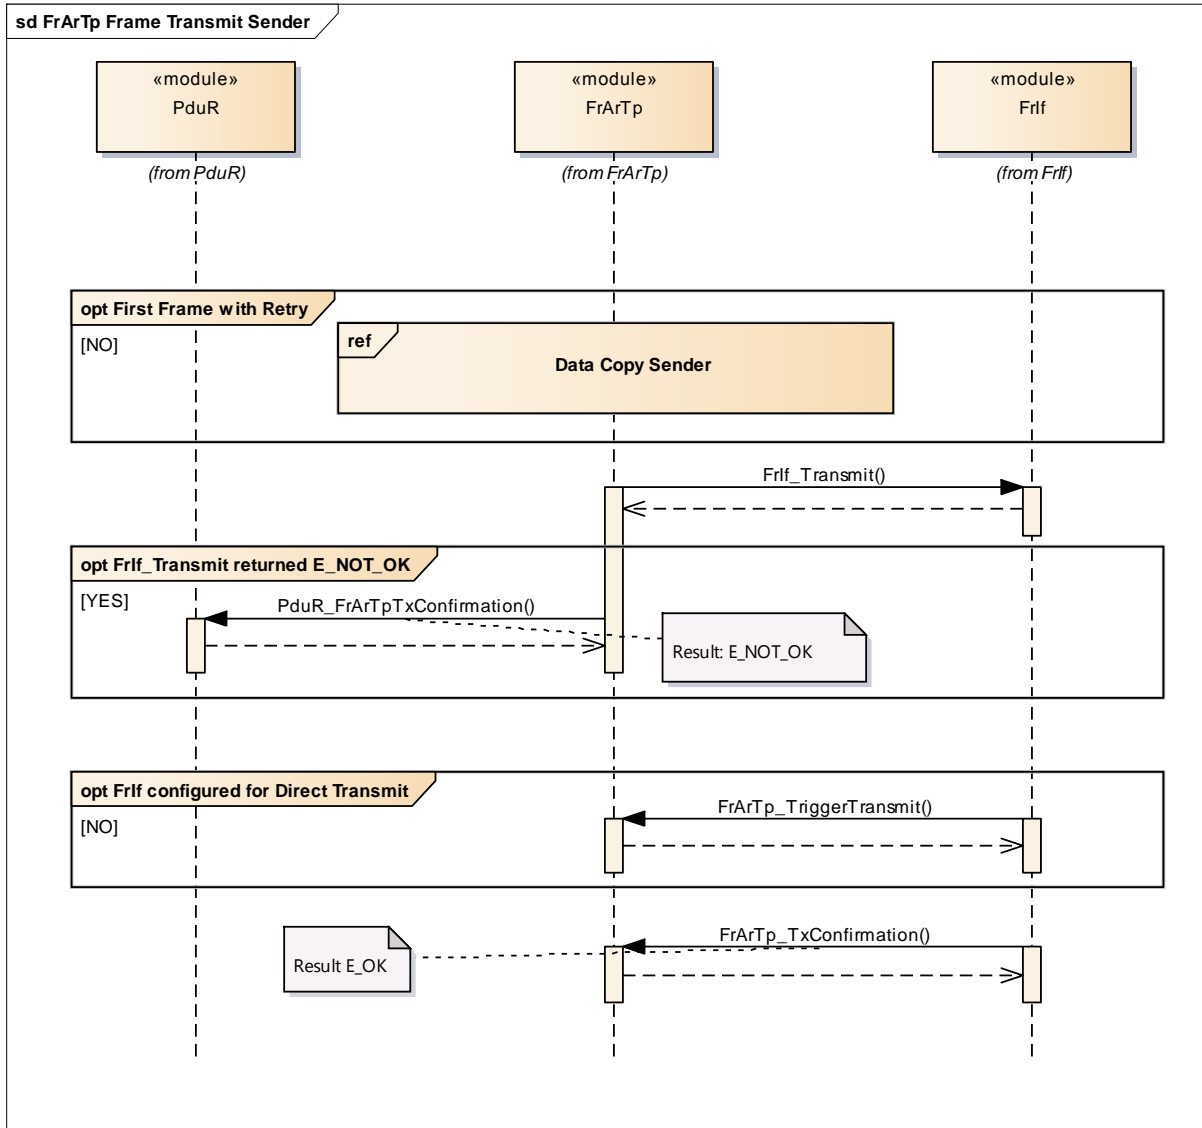 sd FrArTp Frame Transmit Sender
«module»
PduR
«module»
FrArTp
«module»
FrIf
(from PduR)
(from FrArTp)
(from FrIf)
opt First Frame with Retry
[NO]
ref
Data Copy Sender
FrIf_Transmit()
opt FrIf_Transmit returned E_NOT_OK
[YES]
PduR_FrArTpTxConfirmation()
Result: E_NOT_OK
opt FrIf configured for Direct Transmit
[NO]
FrArTp_TriggerTransmit()
FrArTp_TxConfirmation()
Result E_OK